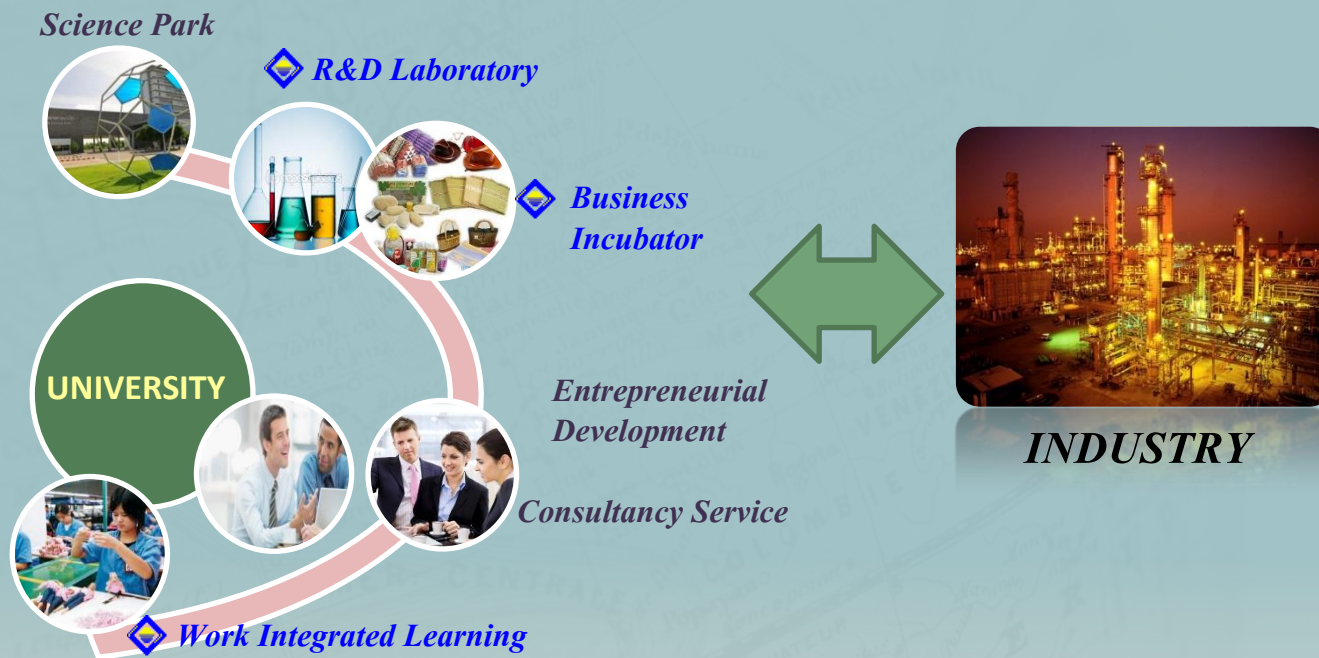 Science Park
R&D Laboratory
Business
Incubator
UNIVERSITY
Entrepreneurial
Development
INDUSTRY
Consultancy Service
Work Integrated Learning